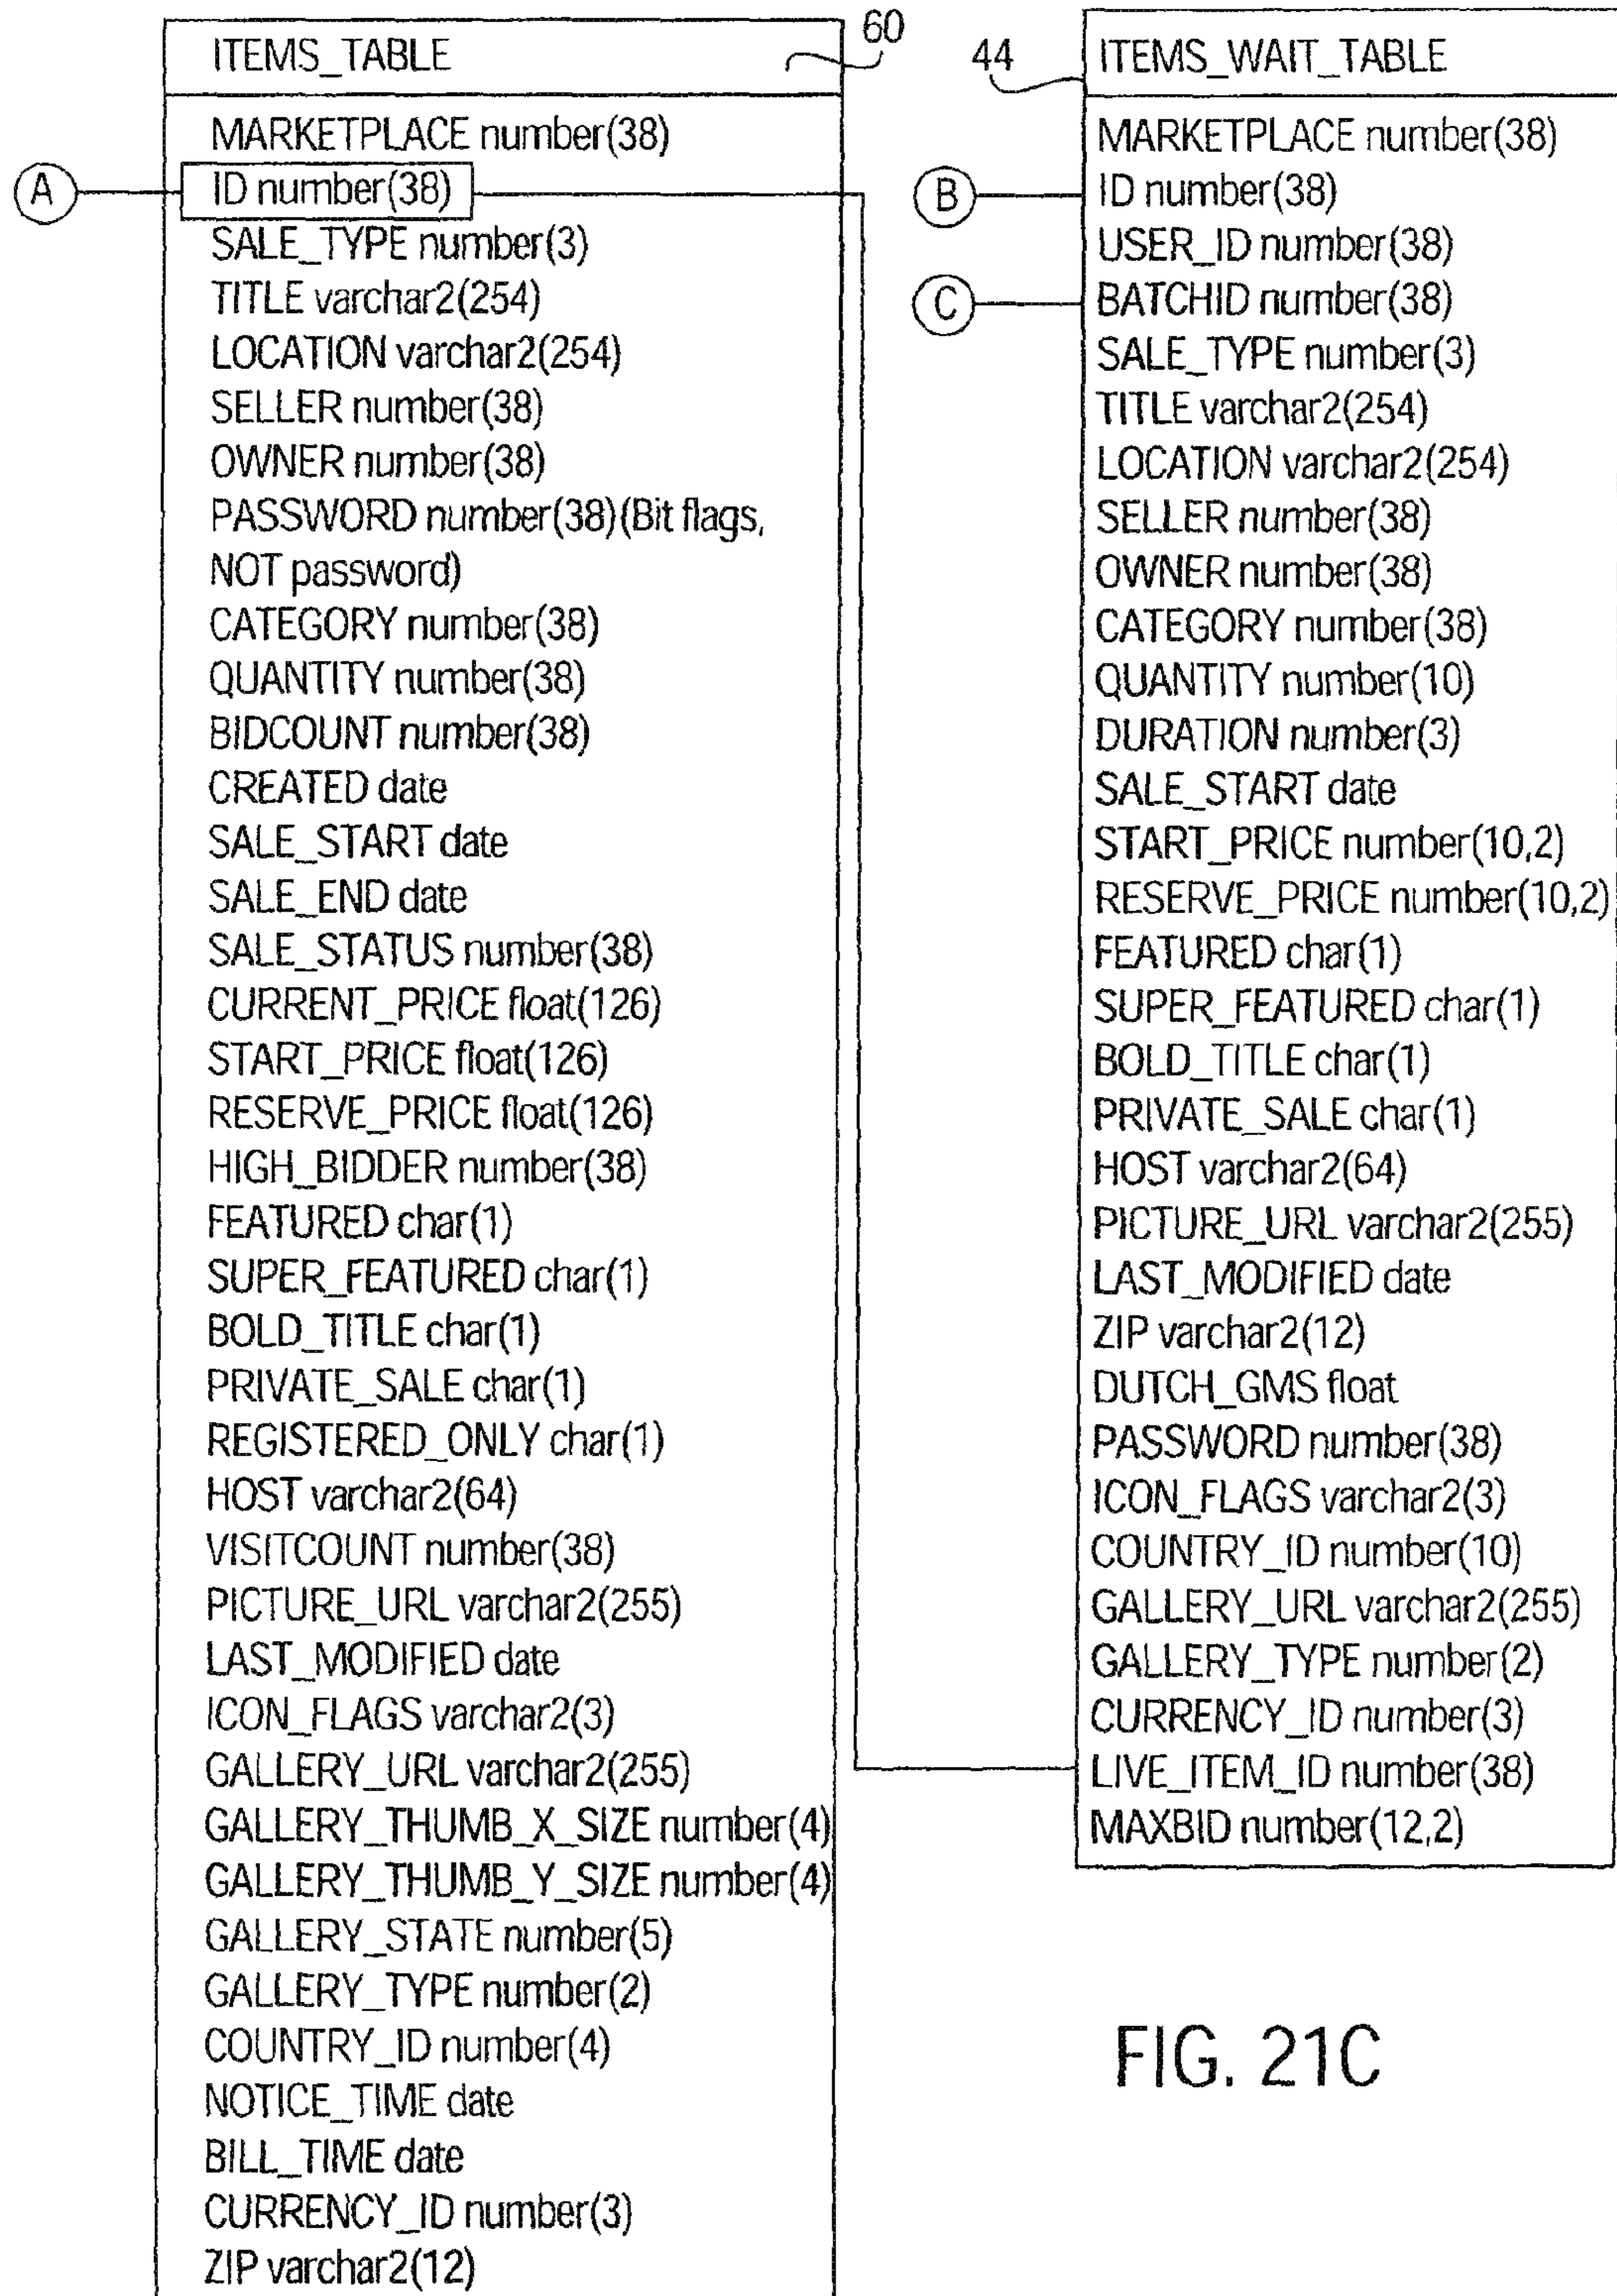 ITEMS_TABLE
60
MARKETPLACE number(38)
A
ID number(38)
SALE_TYPE number(3)
TITLE varchar2(254)
LOCATION varchar2(254)
SELLER number(38)
OWNER number(38)
PASSWORD number(38)(Bit flags,
NOT password)
CATEGORY number(38)
QUANTITY number(38)
BIDCOUNT number(38)
CREATED date
SALE_START date
SALE_END date
SALE_STATUS number(38)
CURRENT_PRICE float(126)
START_PRICE float(126)
RESERVE_PRICE float(126)
HIGH_BIDDER number(38)
FEATURED char(1)
SUPER_FEATURED char(1)
BOLD_TITLE char(1)
PRIVATE_SALE char(1)
REGISTERED_ONLY char(1)
HOST varchar2(64)
VISITCOUNT number(38)
PICTURE_URL varchar2(255)
LAST_MODIFIED date
ICON_FLAGS varchar2(3)
GALLERY_URL varchar2(255)
GALLERY_THUMB_X_SIZE number(4)
GALLERY_THUMB_Y_SIZE number(4)
GALLERY_STATE number(5)
GALLERY_TYPE number(2)
COUNTRY_ID number(4)
NOTICE_TIME date
BILL_TIME date
CURRENCY_ID number(3)
ZIP varchar2(12)
44
ITEMS_WAIT_TABLE
MARKETPLACE number(38)
B
ID number(38)
USER_ID number(38)
C
BATCHID number(38)
SALE_TYPE number(3)
TITLE varchar2(254)
LOCATION varchar2(254)
SELLER number(38)
OWNER number(38)
CATEGORY number(38)
QUANTITY number(10)
DURATION number(3)
SALE_START date
START_PRICE number(10,2)
RESERVE_PRICE number(10,2)
FEATURED char(1)
SUPER_FEATURED char(1)
BOLD_TITLE char(1)
PRIVATE_SALE char(1)
HOST varchar2(64)
PICTURE_URL varchar2(255)
LAST_MODIFIED date
ZIP varchar2(12)
DUTCH_GMS float
PASSWORD number(38)
ICON_FLAGS varchar2(3)
COUNTRY_ID number(10)
GALLERY_URL varchar2(255)
GALLERY_TYPE number(2)
CURRENCY_ID number(3)
LIVE_ITEM_ID number(38)
MAXBID number(12,2)
FIG. 21C